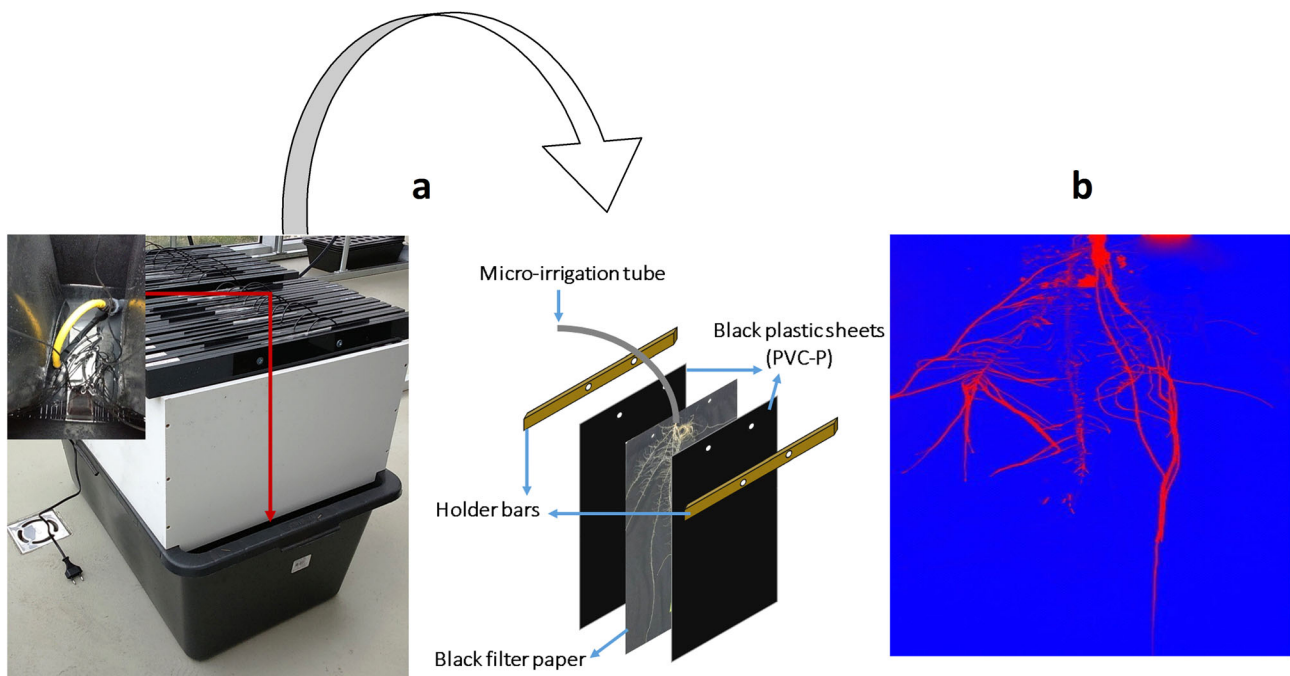 a
b
Micro-irrigation tube
Black plastic sheets
(PVC-P)
Holder bars
Black filter paper